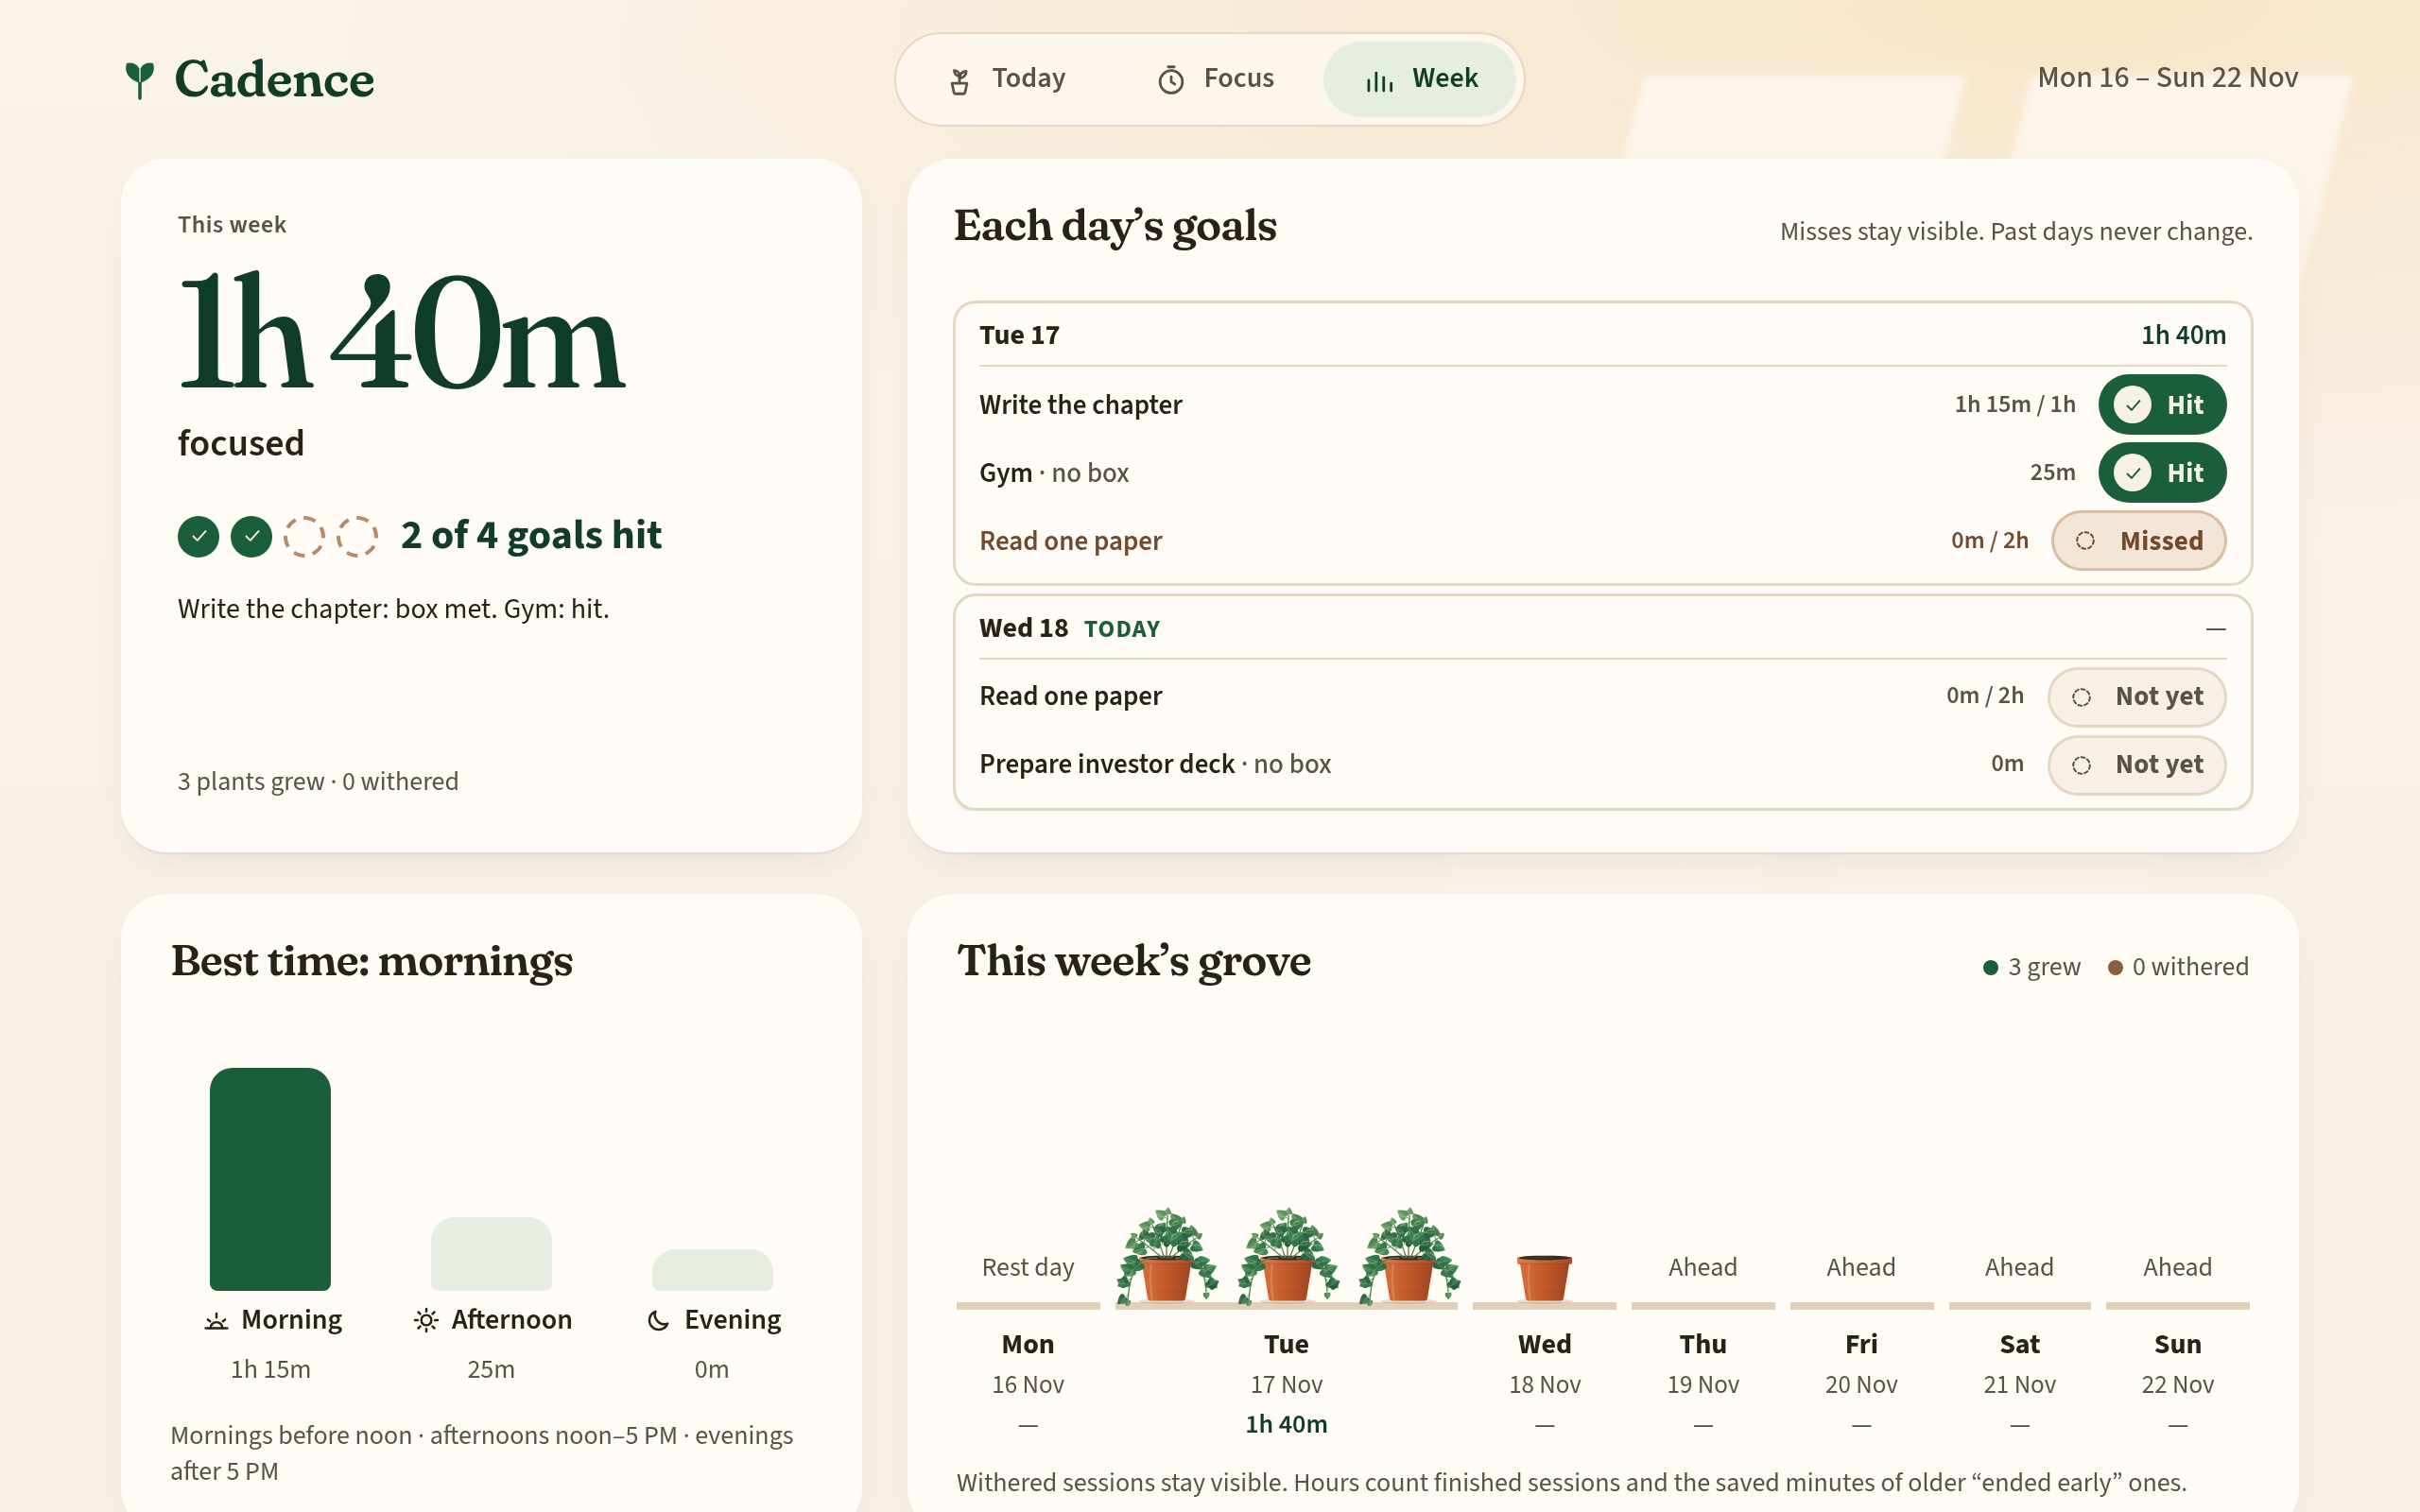 Cadence
Today
Focus
Week
Mon 16 – Sun 22 Nov
This week
1h 40m
focused
2 of 4 goals hit
Write the chapter: box met. Gym: hit.
3 plants grew · 0 withered
Each day’s goals
Misses stay visible. Past days never change.
Tue 17
1h 40m
Write the chapter
1h 15m / 1h
Hit
Gym · no box
25m
Hit
Read one paper
0m / 2h
Missed
Wed 18 TODAY
—
Read one paper
0m / 2h
Not yet
Prepare investor deck · no box
0m
Not yet
Best time: mornings
Morning
Afternoon
Evening
1h 15m
25m
0m
Mornings before noon · afternoons noon–5 PM · evenings
after 5 PM
This week’s grove
3 grew
0 withered
Rest day
Ahead
Ahead
Ahead
Ahead
Mon
Tue
Wed
Thu
Fri
Sat
Sun
16 Nov
17 Nov
18 Nov
19 Nov
20 Nov
21 Nov
22 Nov
—
1h 40m
—
—
—
—
—
Withered sessions stay visible. Hours count finished sessions and the saved minutes of older “ended early” ones.